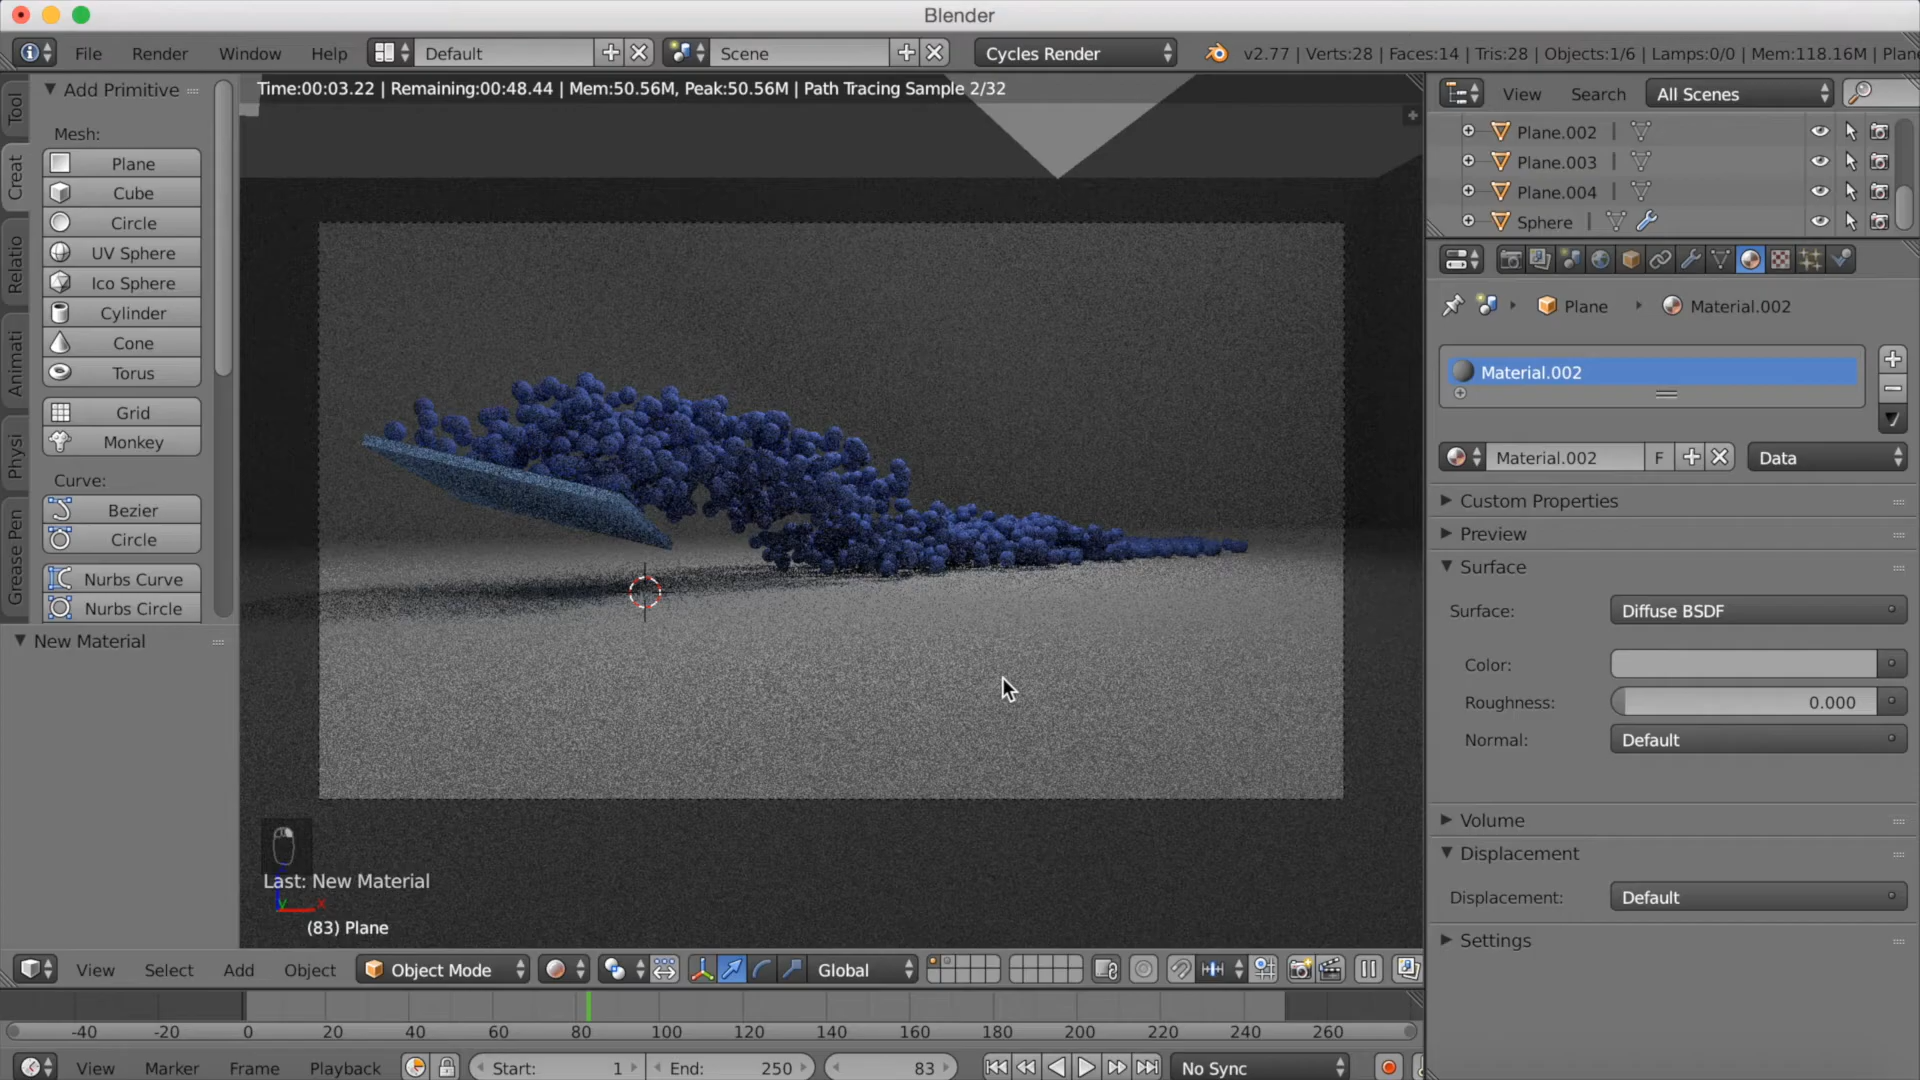 Blender
File Render Window Help Default Scene Cycles Render v2.77 | Verts:28 | Faces:14 | Tris:28 | Objects:1/6 | Lamps:0/0 | Mem:118.16M | Plane
Time:00:03.22 | Remaining:00:48.44 | Mem:50.56M, Peak:50.56M | Path Tracing Sample 2/32
Tool
Creat
Relatio
Animati
Physi
Grease Pen
Add Primitive
Mesh:
Plane
Cube
Circle
UV Sphere
Ico Sphere
Cylinder
Cone
Torus
Grid
Monkey
Curve:
Bezier
Circle
Nurbs Curve
Nurbs Circle
New Material
Last: New Material
y x
(83) Plane
View Search All Scenes
Plane.002
Plane.003
Plane.004
Sphere
Plane Material.002
Material.002
Material.002 F Data
Custom Properties
Preview
Surface
Surface: Diffuse BSDF
Color:
Roughness: 0.000
Normal: Default
Volume
Displacement
Displacement: Default
Settings
View Select Add Object Object Mode Global
-40 -20 0 20 40 60 80 100 120 140 160 180 200 220 240 260
View Marker Frame Playback Start: 1 End: 250 83 No Sync